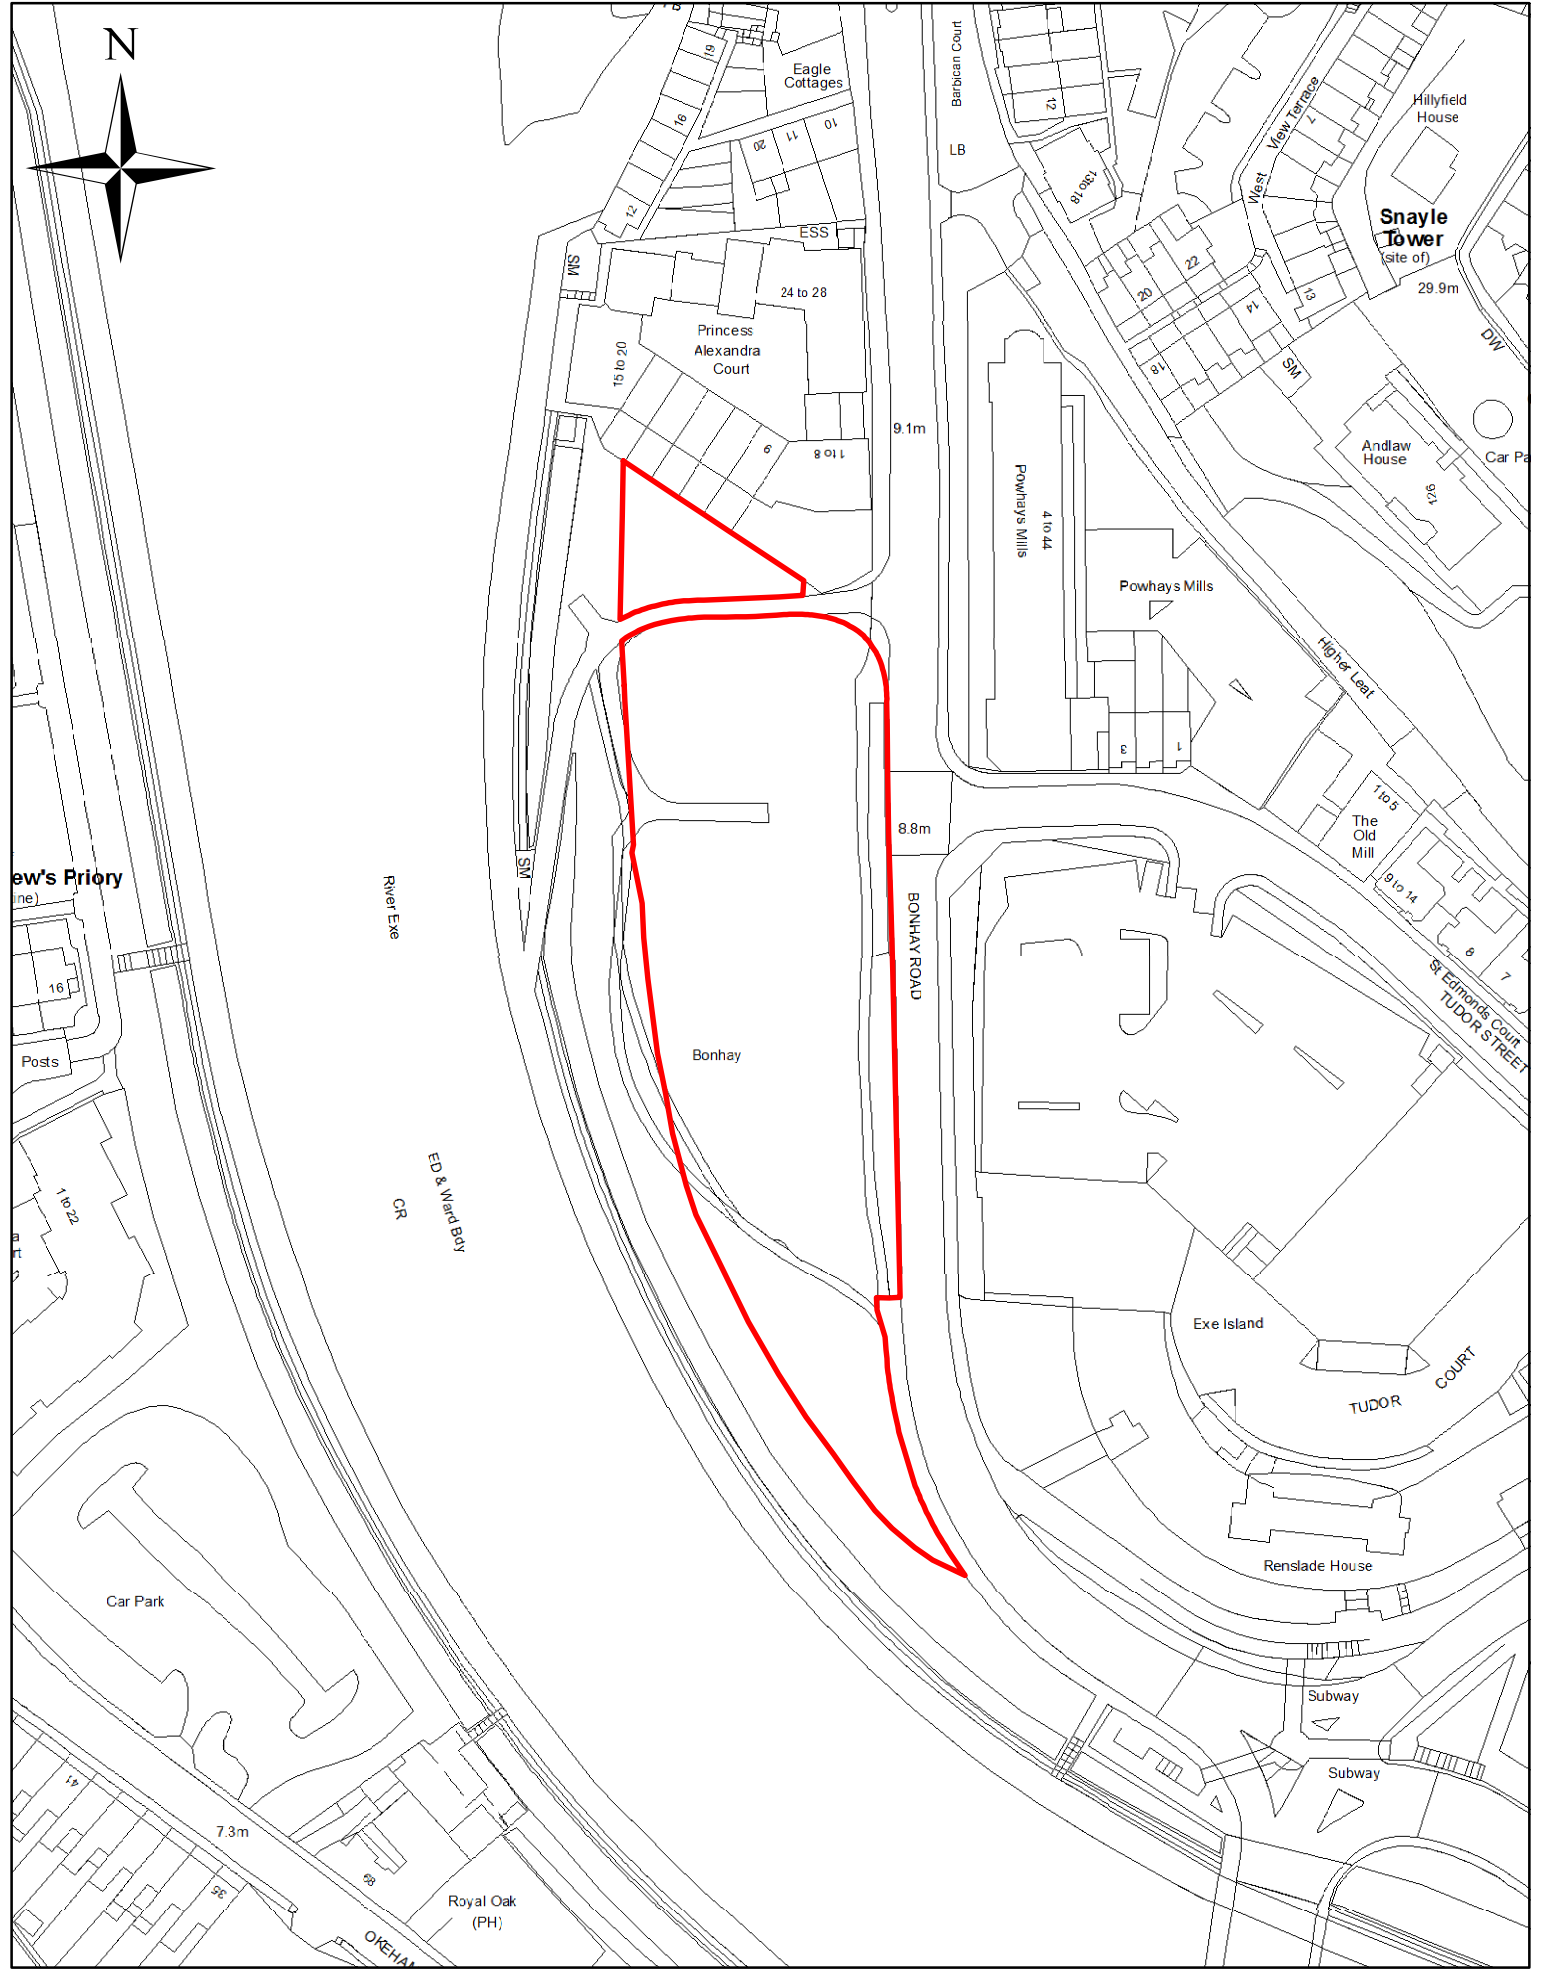 N
19
16
12
Eagle
Cottages
20
11
10
ESS
SM
Barbican Court
LB
12
13to18
View Terrace
West
7
Hillyfield
House
Snayle
Tower
(site of)
29.9m
DW
22
20
14
13
18
SM
24 to 28
Princess
Alexandra
Court
15 to 20
9
1 to 8
9.1m
Powhays Mills
4 to 44
Andlaw
House
126
Car Pa
Powhays Mills
Higher Leat
3
1
1 to 5
The
Old
Mill
9 to 14
8
7
St Edmonds Court
TUDOR STREET
8.8m
SM
BONHAY ROAD
River Exe
ew's Priory
ine)
16
Posts
Bonhay
ED & Ward Bdy
CR
1 to 22
a
rt
Exe Island
TUDOR
COURT
Renslade House
Car Park
Subway
Subway
41
7.3m
35
68
Royal Oak
(PH)
OKEHAM